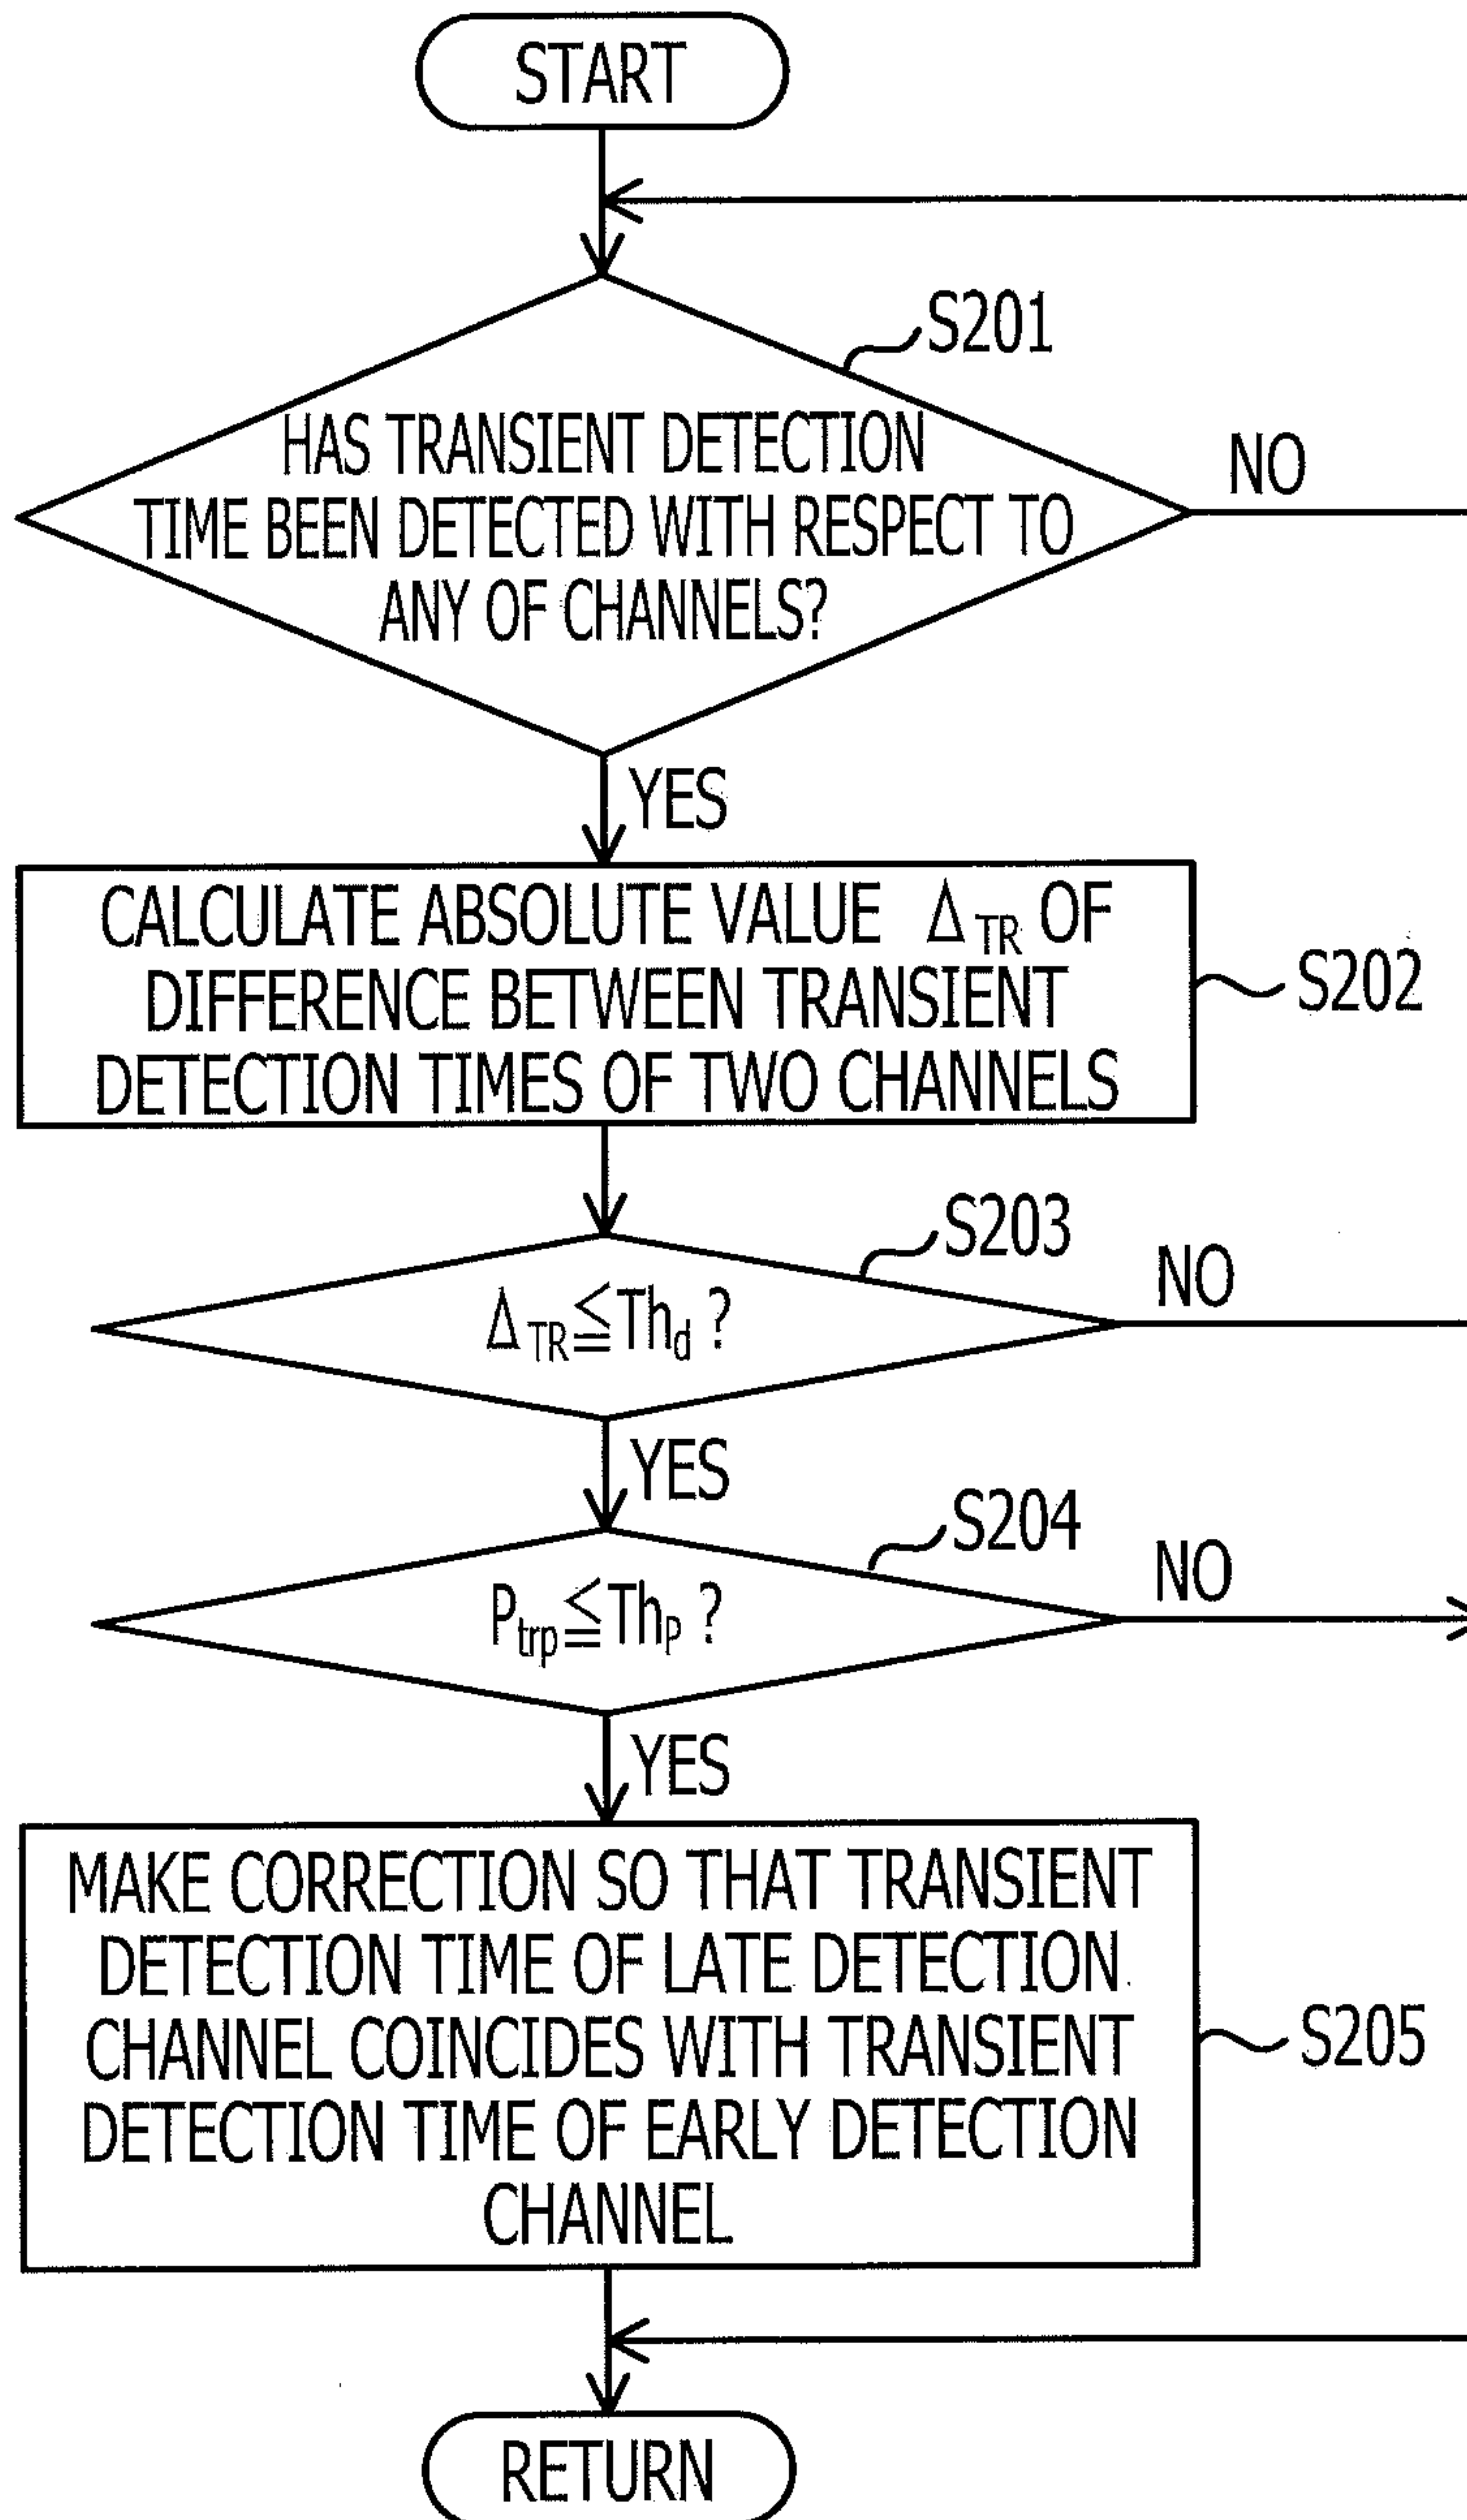 START
S201
HAS TRANSIENT DETECTION
TIME BEEN DETECTED WITH RESPECT TO
ANY OF CHANNELS?
NO
YES
CALCULATE ABSOLUTE VALUE Δ_TR OF
DIFFERENCE BETWEEN TRANSIENT
DETECTION TIMES OF TWO CHANNELS
S202
S203
Δ_TR≦Th_d ?
NO
YES
S204
P_trp≦Th_P ?
NO
YES
MAKE CORRECTION SO THAT TRANSIENT
DETECTION TIME OF LATE DETECTION
CHANNEL COINCIDES WITH TRANSIENT
DETECTION TIME OF EARLY DETECTION
CHANNEL
S205
RETURN